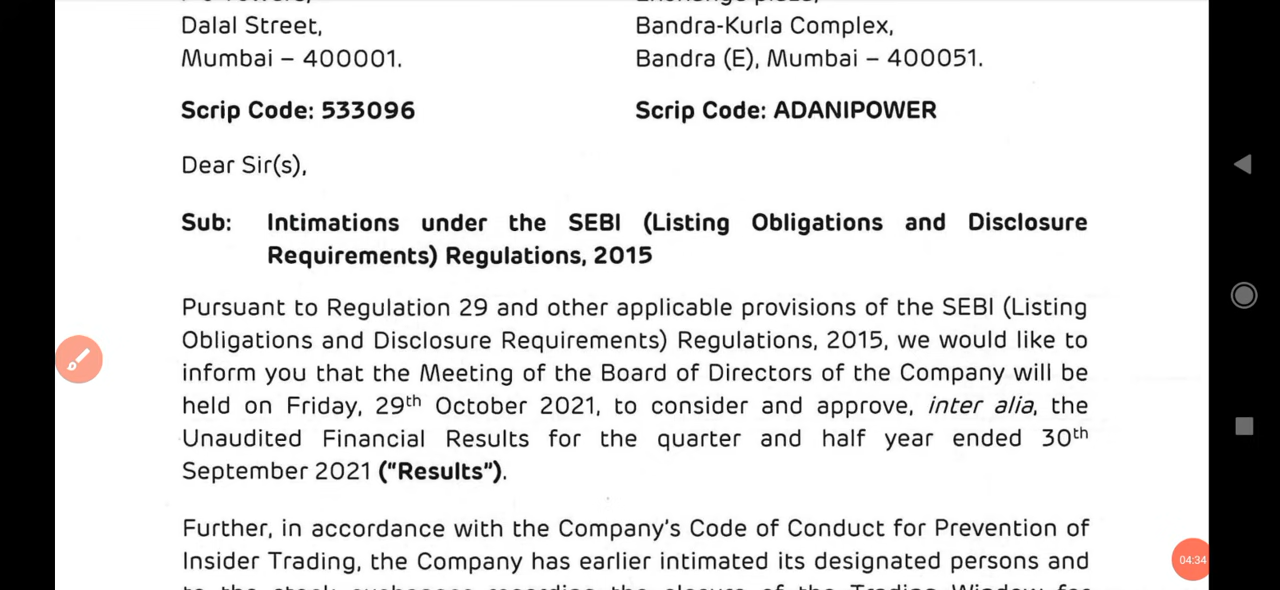 Dalal Street,
Mumbai – 400001.
Bandra-Kurla Complex,
Bandra (E), Mumbai – 400051.
Scrip Code: 533096
Scrip Code: ADANIPOWER
Dear Sir(s),
Sub: Intimations under the SEBI (Listing Obligations and Disclosure
Requirements) Regulations, 2015
Pursuant to Regulation 29 and other applicable provisions of the SEBI (Listing
Obligations and Disclosure Requirements) Regulations, 2015, we would like to
inform you that the Meeting of the Board of Directors of the Company will be
held on Friday, 29th October 2021, to consider and approve, inter alia, the
Unaudited Financial Results for the quarter and half year ended 30th
September 2021 ("Results").
Further, in accordance with the Company's Code of Conduct for Prevention of
Insider Trading, the Company has earlier intimated its designated persons and
04:34